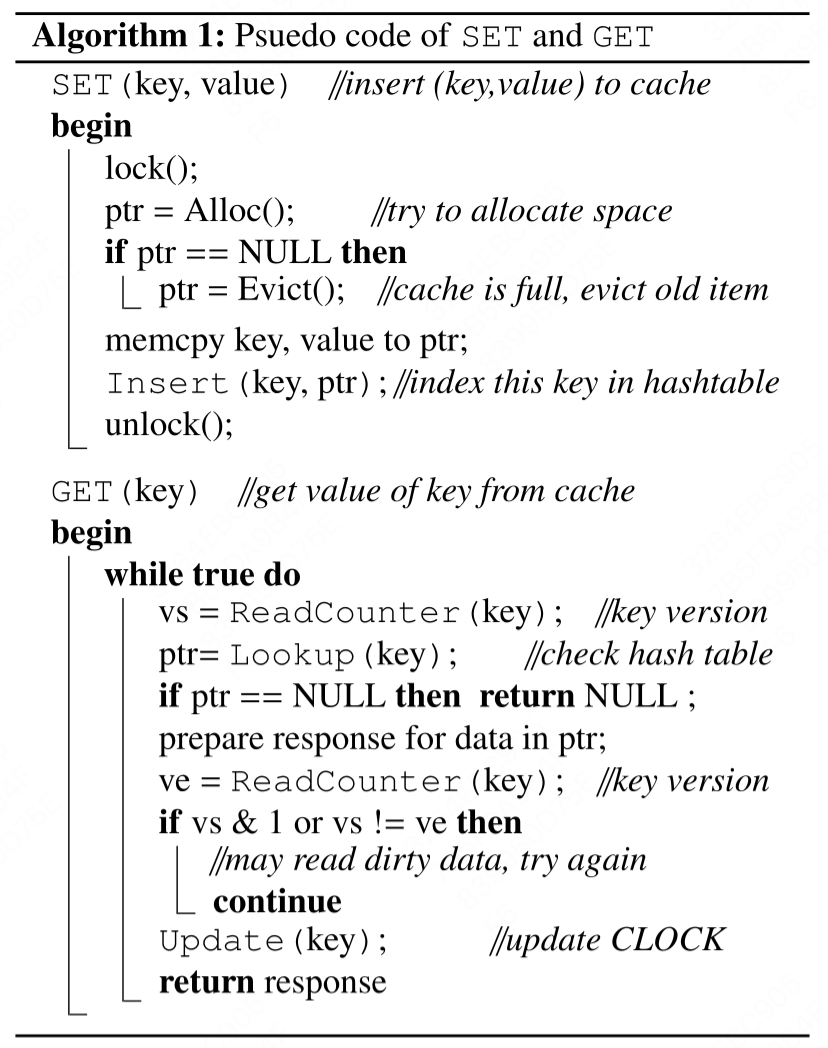 Algorithm 1: Psuedo code of SET and GET
SET(key, value) //insert (key,value) to cache
begin
lock();
ptr = Alloc(); //try to allocate space
if ptr == NULL then
ptr = Evict(); //cache is full, evict old item
memcpy key, value to ptr;
Insert(key, ptr); //index this key in hashtable
unlock();
GET(key) //get value of key from cache
begin
while true do
vs = ReadCounter(key); //key version
ptr= Lookup(key); //check hash table
if ptr == NULL then return NULL ;
prepare response for data in ptr;
ve = ReadCounter(key); //key version
if vs & 1 or vs != ve then
//may read dirty data, try again
continue
Update(key); //update CLOCK
return response